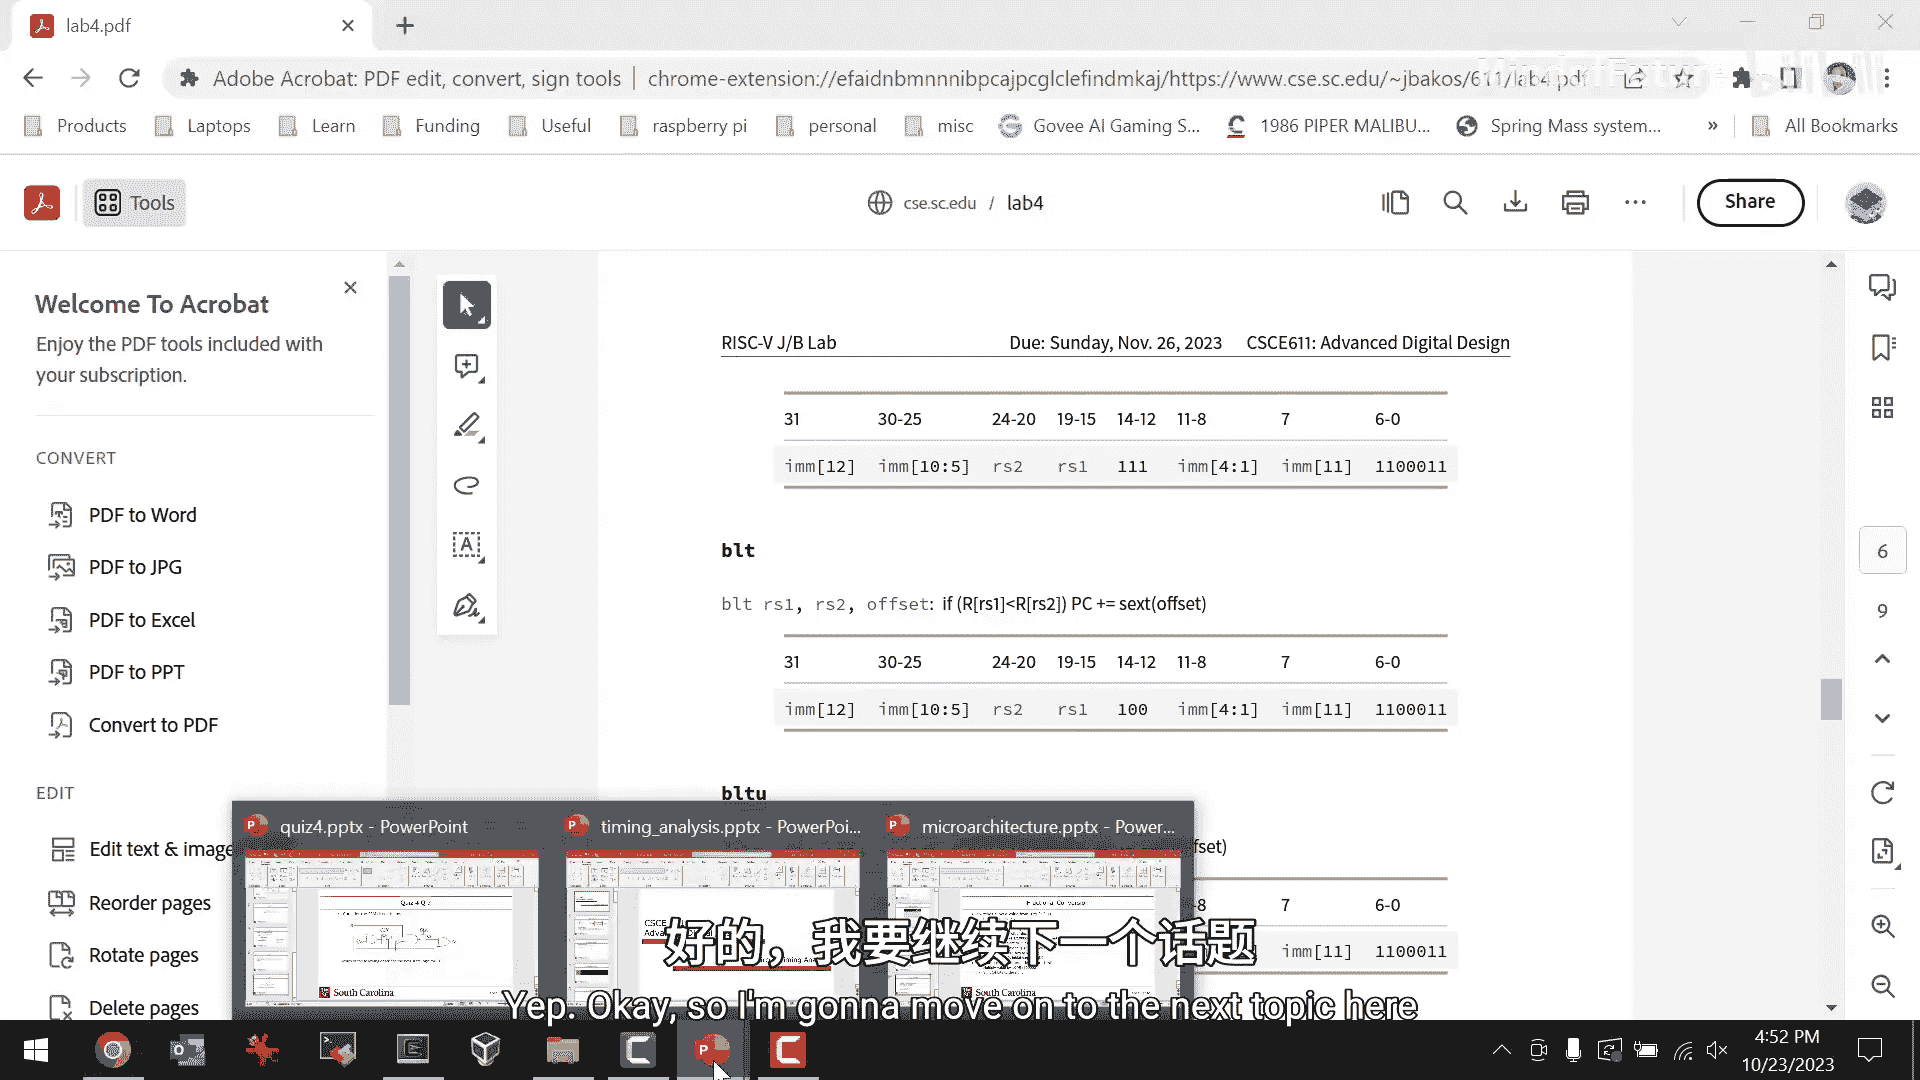 lab4.pdf
Adobe Acrobat: PDF edit, convert, sign tools | chrome-extension://efaidnbmnnnibpcajpcglclefindmkaj/https://www.cse.sc.edu/~jbakos/611/lab4.pdf
Products Laptops Learn Funding Useful raspberry pi personal misc Govee AI Gaming S... 1986 PIPER MALIBU... Spring Mass system... » All Bookmarks
Tools
cse.sc.edu / lab4
Share
Welcome To Acrobat
Enjoy the PDF tools included with
your subscription.
CONVERT
PDF to Word
PDF to JPG
PDF to Excel
PDF to PPT
Convert to PDF
EDIT
Edit text & image
Reorder pages
Rotate pages
Delete pages
RISC-V J/B Lab Due: Sunday, Nov. 26, 2023 CSCE611: Advanced Digital Design
31 30-25 24-20 19-15 14-12 11-8 7 6-0
imm[12] imm[10:5] rs2 rs1 111 imm[4:1] imm[11] 1100011
blt
blt rs1, rs2, offset: if (R[rs1]<R[rs2]) PC += sext(offset)
31 30-25 24-20 19-15 14-12 11-8 7 6-0
imm[12] imm[10:5] rs2 rs1 100 imm[4:1] imm[11] 1100011
bltu
fset)
-8 7 6-0
imm[11] 1100011
6
9
quiz4.pptx - PowerPoint
timing_analysis.pptx - PowerPoi...
microarchitecture.pptx - Power...
South Carolina
South Carolina
好的，我要继续下一个话题
Yep. Okay, so I'm gonna move on to the next topic here
4:52 PM
10/23/2023